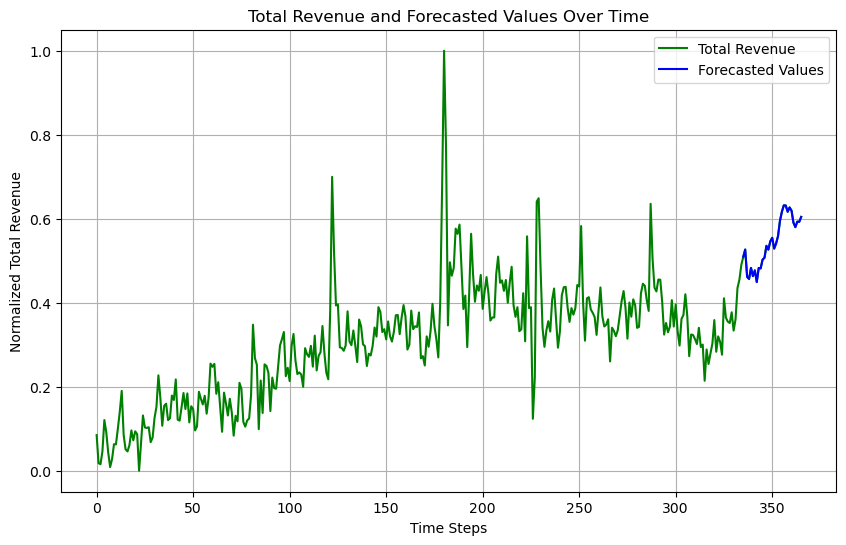 Total Revenue and Forecasted Values Over Time
Total Revenue
Forecasted Values
Normalized Total Revenue
1.0
0.8
0.6
0.4
0.2
0.0
0 50 100 150 200 250 300 350
Time Steps